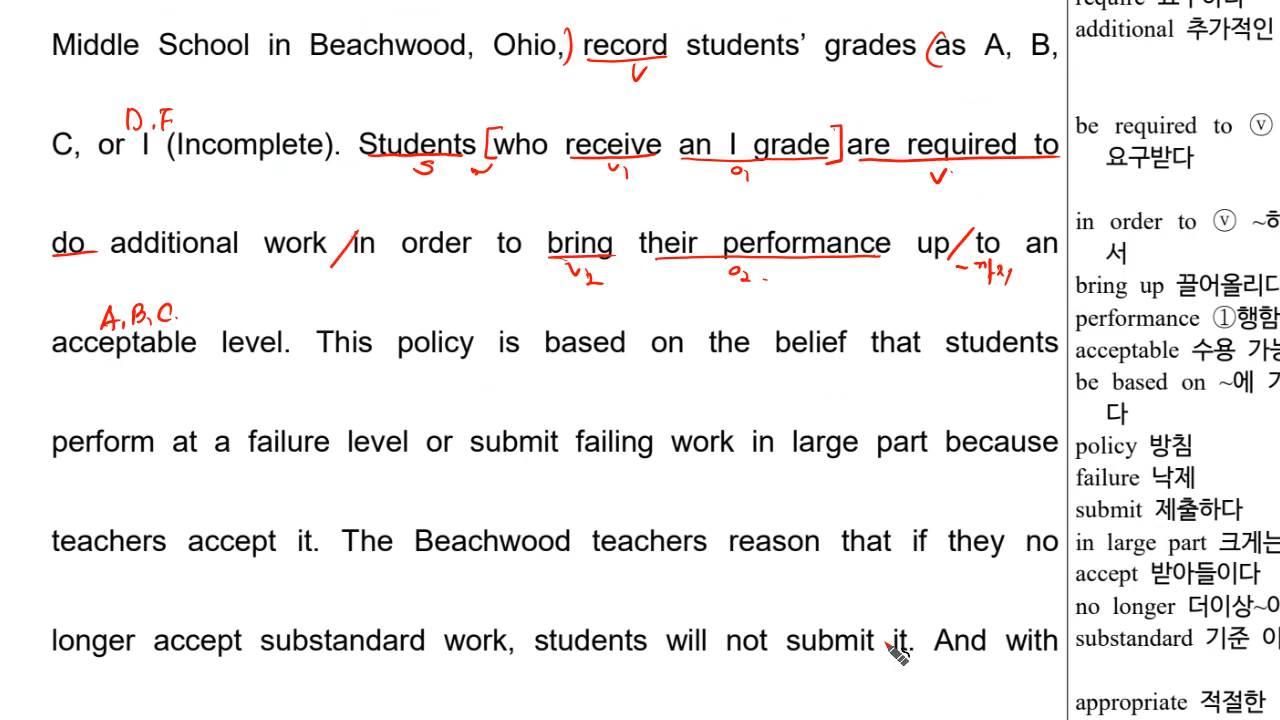 Middle School in Beachwood, Ohio,) record students' grades (as A, B,
V
D. F
C, or I (Incomplete). Students [who receive an I grade] are required to
S V1 O1 V
do additional work / in order to bring their performance up / to an
V2 O2 ~까지
A, B, C
acceptable level. This policy is based on the belief that students
perform at a failure level or submit failing work in large part because
teachers accept it. The Beachwood teachers reason that if they no
longer accept substandard work, students will not submit it. And with
additional 추가적인
be required to ⓥ
요구받다
in order to ⓥ
서
bring up 끌어올리다
performance ①행함
acceptable 수용
be based on ~에
다
policy 방침
failure 낙제
submit 제출하다
in large part 크게는
accept 받아들이다
no longer 더이상~
substandard 기준
appropriate 적절한